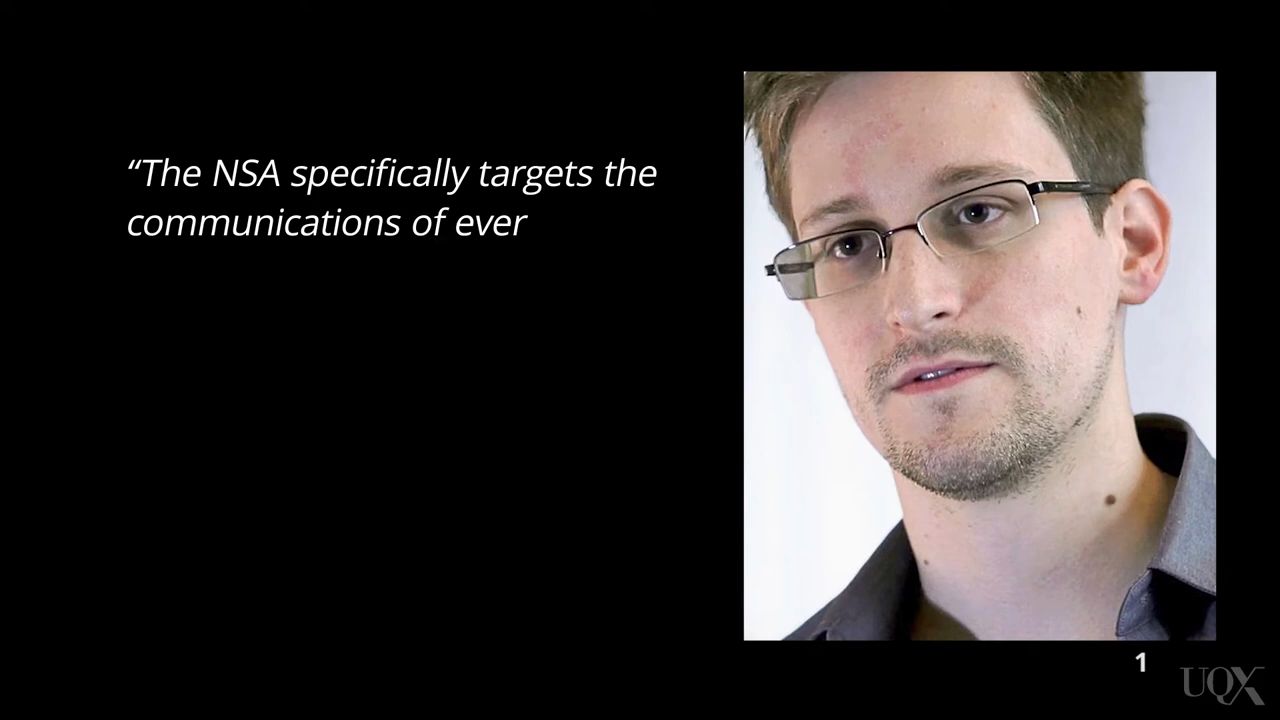 “The NSA specifically targets the
communications of ever
1
UQX